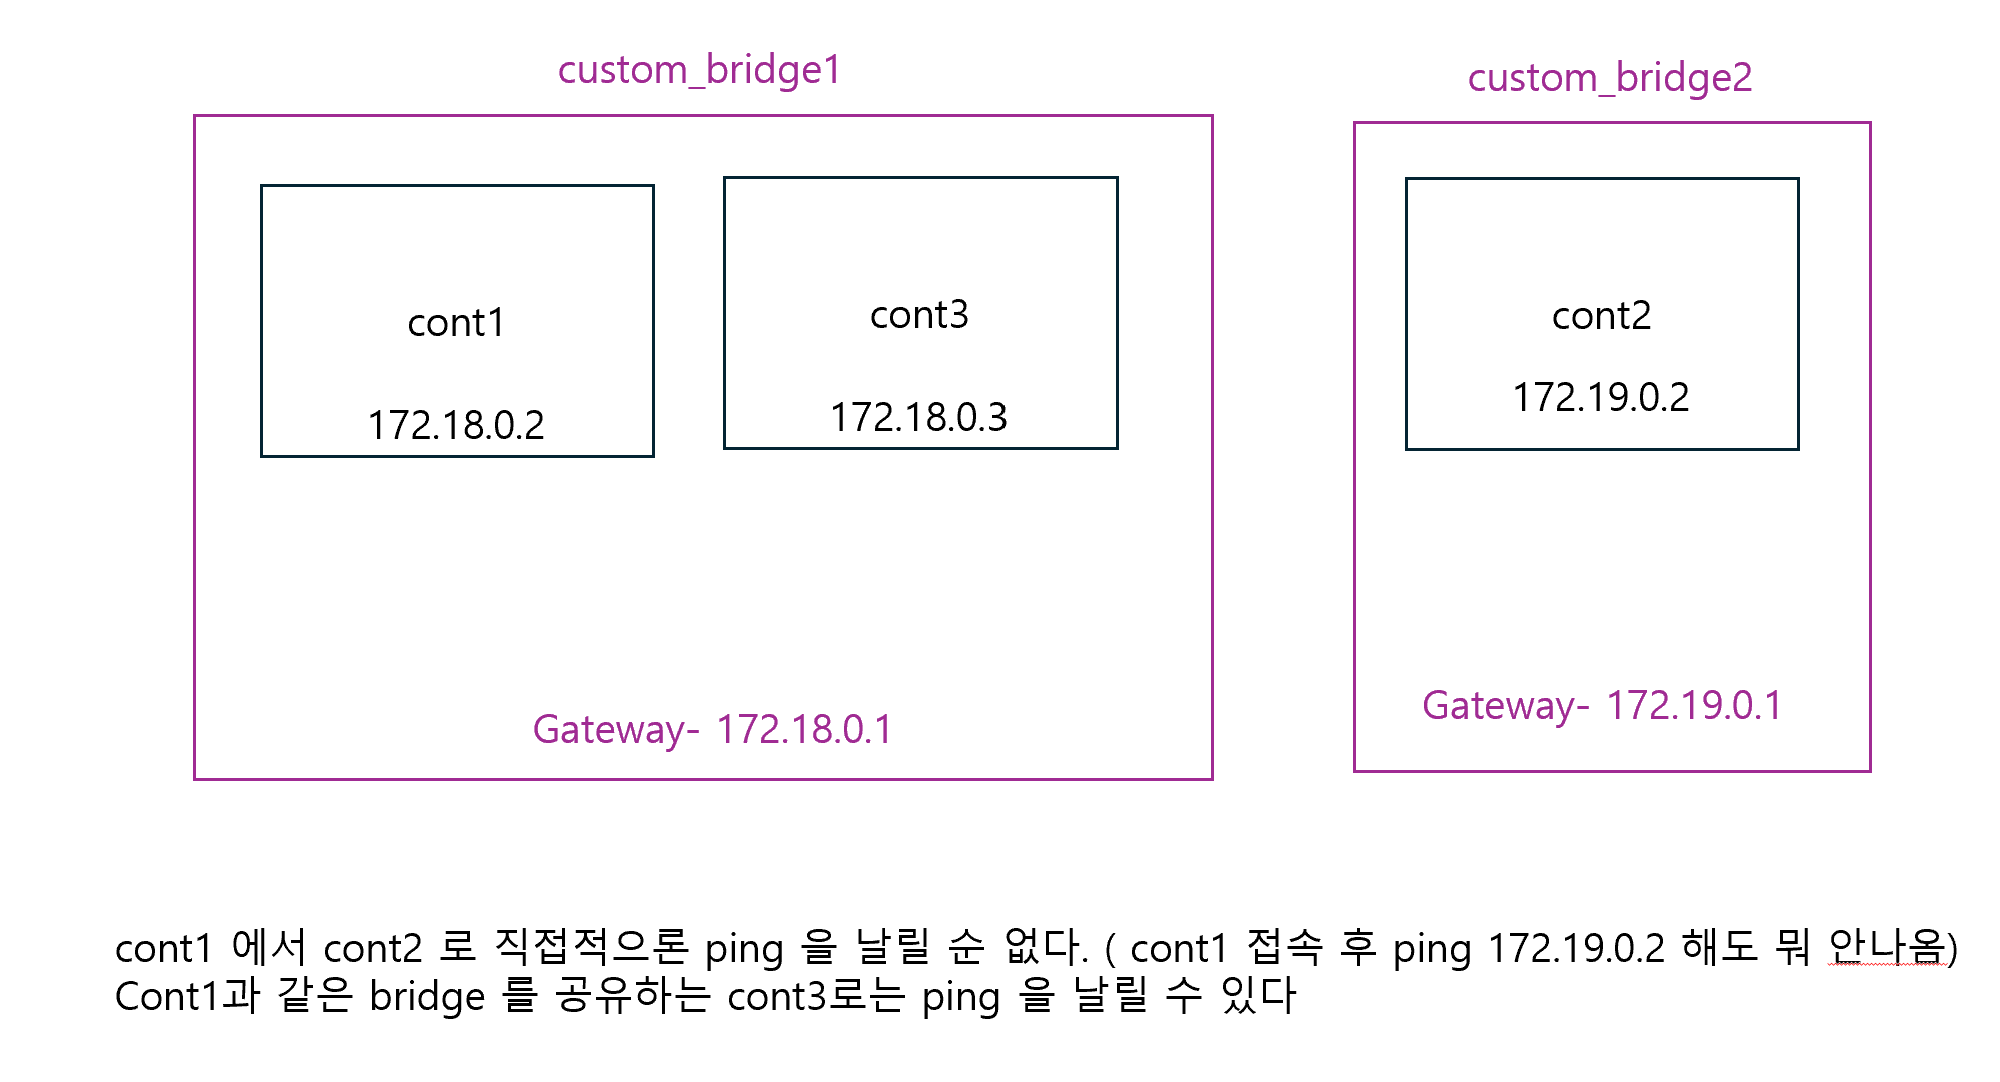 custom_bridge1
custom_bridge2
cont1
172.18.0.2
cont3
172.18.0.3
cont2
172.19.0.2
Gateway- 172.18.0.1
Gateway- 172.19.0.1
cont1 에서 cont2 로 직접적으론 ping 을 날릴 순 없다. ( cont1 접속 후 ping 172.19.0.2 해도 뭐 안나옴)
Cont1과 같은 bridge 를 공유하는 cont3로는 ping 을 날릴 수 있다